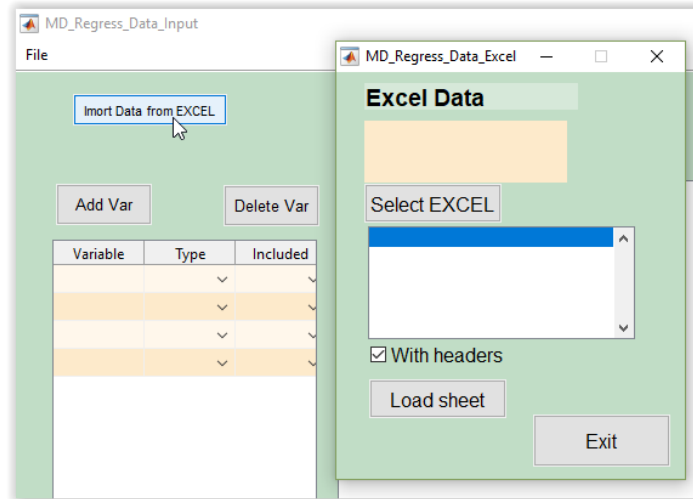 MD_Regress_Data_Input
File
Imort Data from EXCEL
Add Var
Delete Var
Variable Type Included
MD_Regress_Data_Excel
Excel Data
Select EXCEL
With headers
Load sheet
Exit